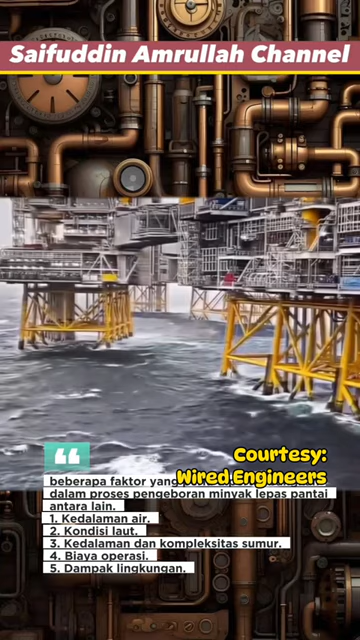 Saifuddin Amrullah Channel
Courtesy:
Wired Engineers
beberapa faktor yang
dalam proses pengeboran minyak lepas pantai
antara lain.
1. Kedalaman air.
2. Kondisi laut.
3. Kedalaman dan kompleksitas sumur.
4. Biaya operasi.
5. Dampak lingkungan.